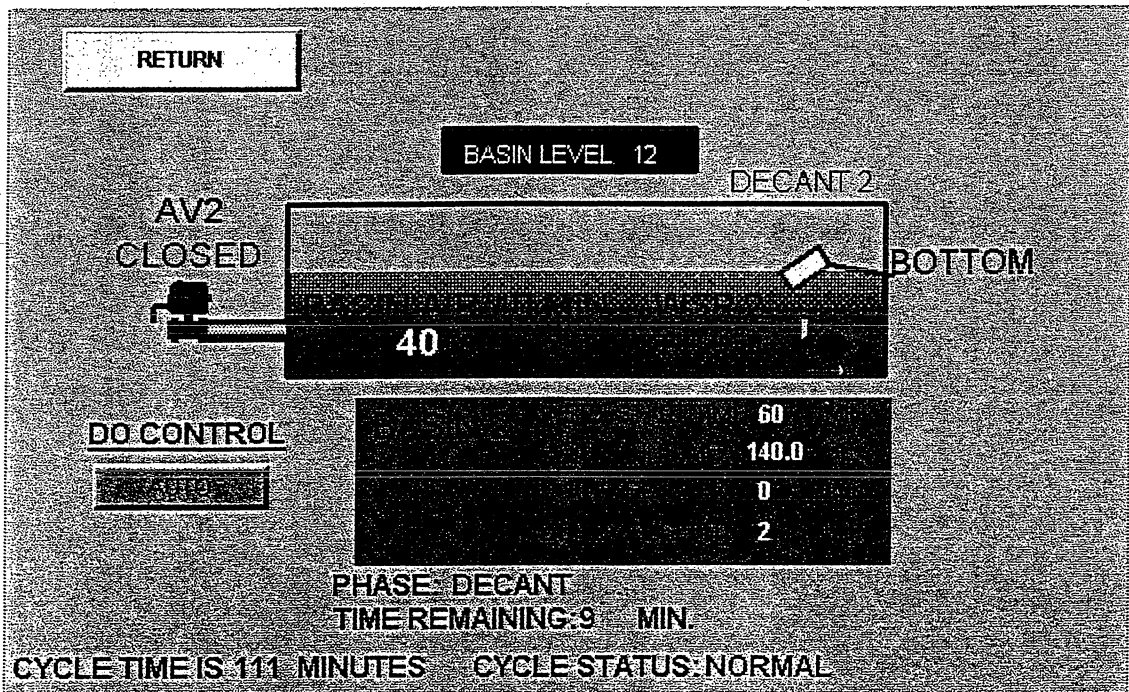 RETURN
BASIN LEVEL 12
DECANT 2
AV2
CLOSED
BOTTOM
40
DO CONTROL
AUTO
60
140.0
0
2
PHASE: DECANT
TIME REMAINING: 9 MIN.
CYCLE TIME IS 111 MINUTES CYCLE STATUS: NORMAL